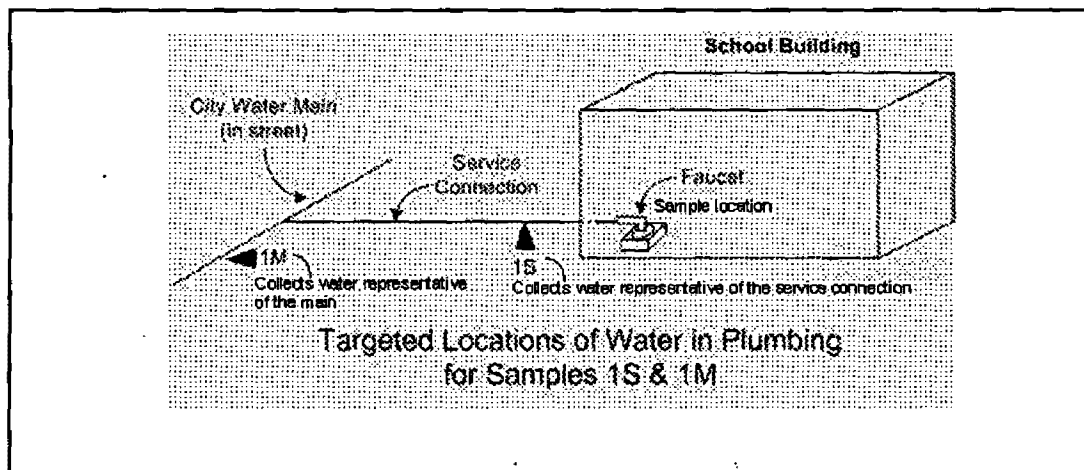 School Building
City Water Main
(in street)
Service
Connection
Faucet
Sample location
1M
Collects water representative
of the main
1S
Collects water representative of the service connection
Targeted Locations of Water in Plumbing
for Samples 1S & 1M